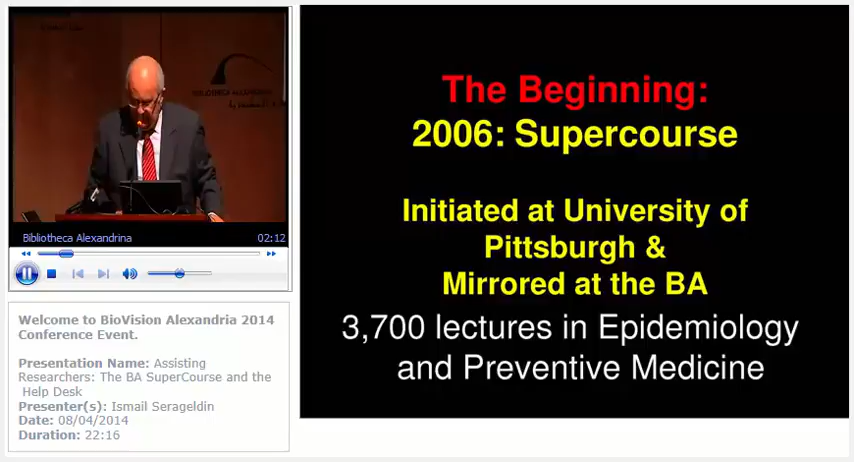 BIBLIOTHECA ALEXANDRINA
Bibliotheca Alexandrina 02:12
Welcome to BioVision Alexandria 2014
Conference Event.
Presentation Name: Assisting
Researchers: The BA SuperCourse and the
Help Desk
Presenter(s): Ismail Serageldin
Date: 08/04/2014
Duration: 22:16
The Beginning:
2006: Supercourse
Initiated at University of
Pittsburgh &
Mirrored at the BA
3,700 lectures in Epidemiology
and Preventive Medicine